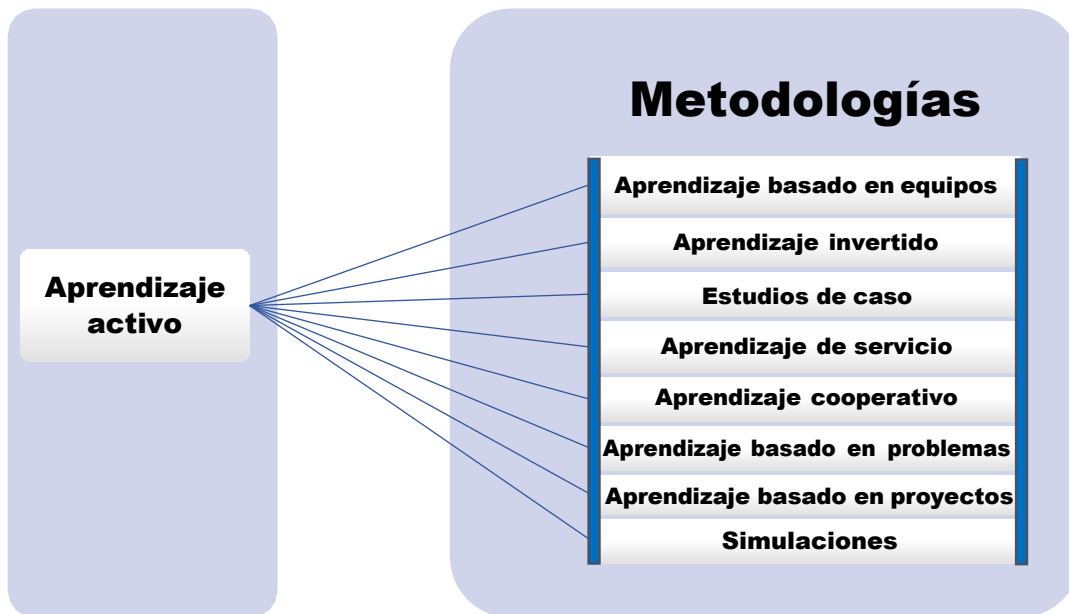 Metodologías
Aprendizaje
activo
Aprendizaje basado en equipos
Aprendizaje invertido
Estudios de caso
Aprendizaje de servicio
Aprendizaje cooperativo
Aprendizaje basado en problemas
Aprendizaje basado en proyectos
Simulaciones